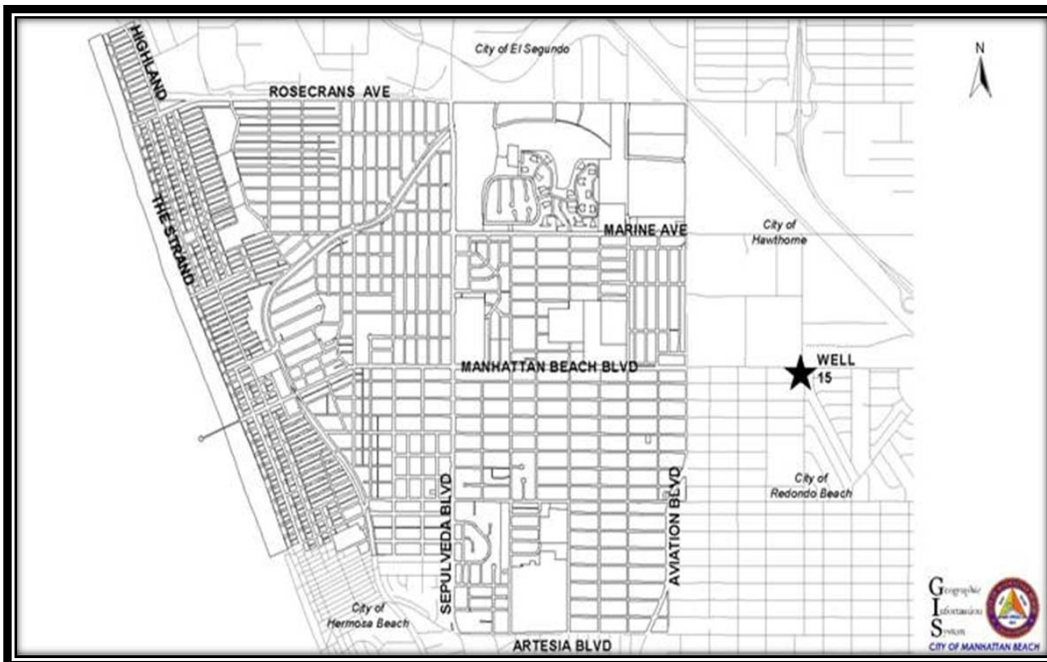 HIGHLAND
City of El Segundo
N
ROSECRANS AVE
THE STRAND
MARINE AVE
City of
Hawthorne
MANHATTAN BEACH BLVD
WELL
15
SEPULVEDA BLVD
AVIATION BLVD
City of
Redondo Beach
City of
Hermosa Beach
ARTESIA BLVD
Geographic
Information
System
CITY OF MANHATTAN BEACH